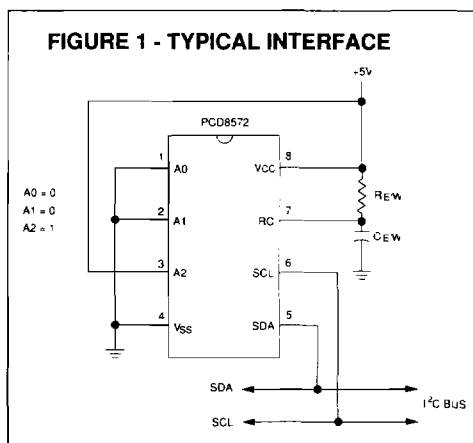 FIGURE 1 - TYPICAL INTERFACE
+5V
PCD8572
1 A0 VCC 8
A0 = 0
A1 = 0
A2 = 1
REW
2 A1 RC 7
CEW
3 A2 SCL 6
4 VSS SDA 5
SDA
I²C BUS
SCL